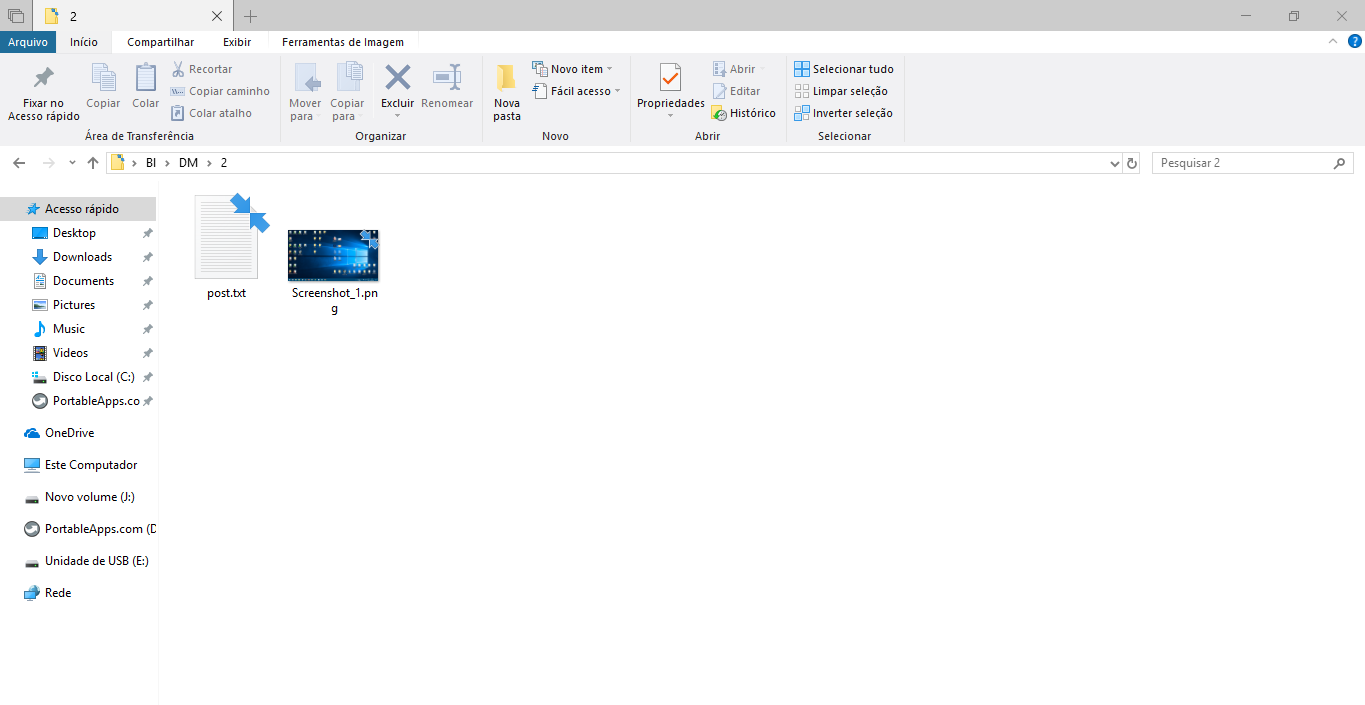 2
Arquivo Início Compartilhar Exibir Ferramentas de Imagem
?
Fixar no
Acesso rápido
Copiar
Colar
Recortar
Copiar caminho
Colar atalho
Área de Transferência
Mover
para
Copiar
para
Excluir
Renomear
Organizar
Nova
pasta
Novo item
Fácil acesso
Novo
Propriedades
Abrir
Editar
Histórico
Abrir
Selecionar tudo
Limpar seleção
Inverter seleção
Selecionar
BI > DM > 2
Pesquisar 2
Acesso rápido
Desktop
Downloads
Documents
Pictures
Music
Videos
Disco Local (C:)
PortableApps.co
OneDrive
Este Computador
Novo volume (J:)
PortableApps.com (D
Unidade de USB (E:)
Rede
post.txt
Screenshot_1.pn
g